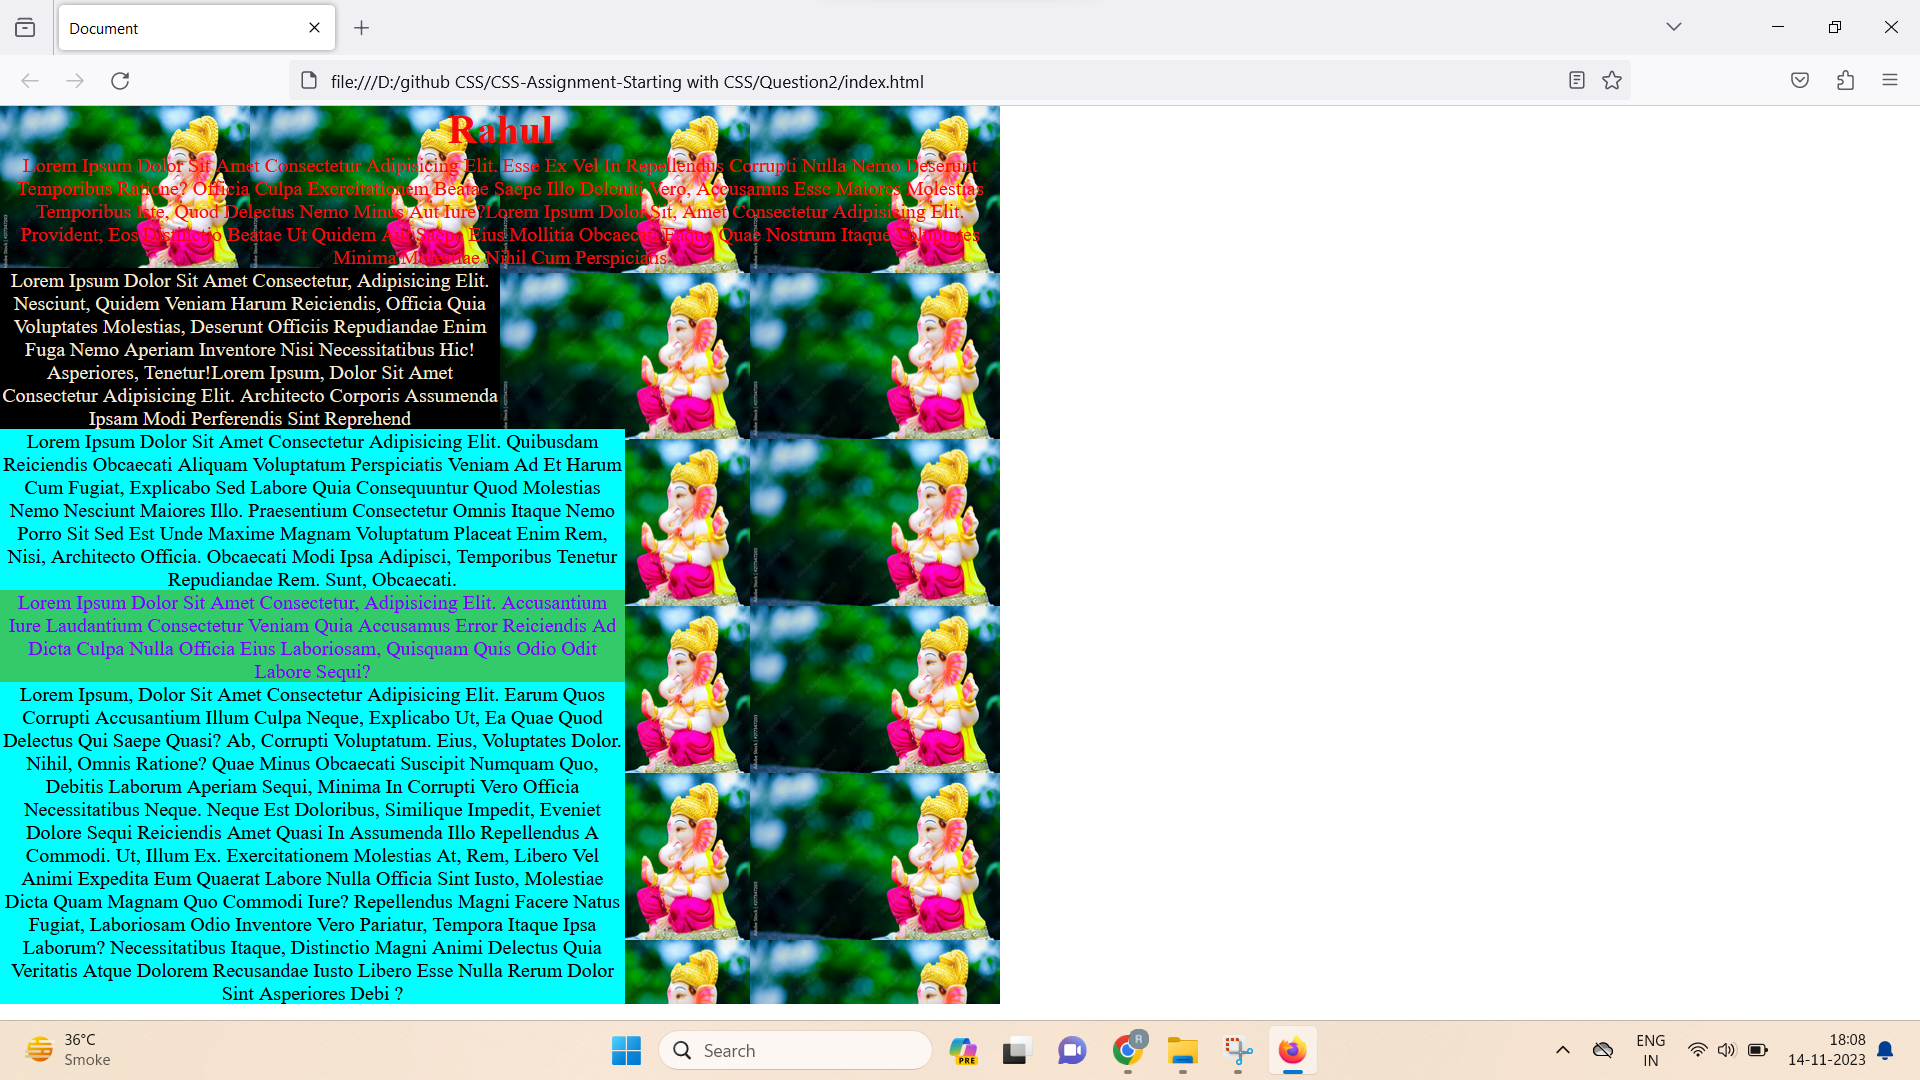 Document
file:///D:/github CSS/CSS-Assignment-Starting with CSS/Question2/index.html
Rahul
Lorem Ipsum Dolor Sit Amet Consectetur Adipisicing Elit. Esse Ex Vel In Repellendus Corrupti Nulla Nemo Deserunt
Temporibus Ratione? Officia Culpa Exercitationem Beatae Saepe Illo Deleniti Vero, Accusamus Esse Maiores Molestias
Temporibus Iste, Quod Delectus Nemo Minus Aut Iure?Lorem Ipsum Dolor Sit, Amet Consectetur Adipisicing Elit.
Provident, Eos Distinctio Beatae Ut Quidem Aut Saepe Eius Mollitia Obcaecati Eaque Quae Nostrum Itaque Voluptates
Minima Molestiae Nihil Cum Perspiciatis
Lorem Ipsum Dolor Sit Amet Consectetur, Adipisicing Elit.
Nesciunt, Quidem Veniam Harum Reiciendis, Officia Quia
Voluptates Molestias, Deserunt Officiis Repudiandae Enim
Fuga Nemo Aperiam Inventore Nisi Necessitatibus Hic!
Asperiores, Tenetur!Lorem Ipsum, Dolor Sit Amet
Consectetur Adipisicing Elit. Architecto Corporis Assumenda
Ipsam Modi Perferendis Sint Reprehend
Lorem Ipsum Dolor Sit Amet Consectetur Adipisicing Elit. Quibusdam
Reiciendis Obcaecati Aliquam Voluptatum Perspiciatis Veniam Ad Et Harum
Cum Fugiat, Explicabo Sed Labore Quia Consequuntur Quod Molestias
Nemo Nesciunt Maiores Illo. Praesentium Consectetur Omnis Itaque Nemo
Porro Sit Sed Est Unde Maxime Magnam Voluptatum Placeat Enim Rem,
Nisi, Architecto Officia. Obcaecati Modi Ipsa Adipisci, Temporibus Tenetur
Repudiandae Rem. Sunt, Obcaecati.
Lorem Ipsum Dolor Sit Amet Consectetur, Adipisicing Elit. Accusantium
Iure Laudantium Consectetur Veniam Quia Accusamus Error Reiciendis Ad
Dicta Culpa Nulla Officia Eius Laboriosam, Quisquam Quis Odio Odit
Labore Sequi?
Lorem Ipsum, Dolor Sit Amet Consectetur Adipisicing Elit. Earum Quos
Corrupti Accusantium Illum Culpa Neque, Explicabo Ut, Ea Quae Quod
Delectus Qui Saepe Quasi? Ab, Corrupti Voluptatum. Eius, Voluptates Dolor.
Nihil, Omnis Ratione? Quae Minus Obcaecati Suscipit Numquam Quo,
Debitis Laborum Aperiam Sequi, Minima In Corrupti Vero Officia
Necessitatibus Neque. Neque Est Doloribus, Similique Impedit, Eveniet
Dolore Sequi Reiciendis Amet Quasi In Assumenda Illo Repellendus A
Commodi. Ut, Illum Ex. Exercitationem Molestias At, Rem, Libero Vel
Animi Expedita Eum Quaerat Labore Nulla Officia Sint Iusto, Molestiae
Dicta Quam Magnam Quo Commodi Iure? Repellendus Magni Facere Natus
Fugiat, Laboriosam Odio Inventore Vero Pariatur, Tempora Itaque Ipsa
Laborum? Necessitatibus Itaque, Distinctio Magni Animi Delectus Quia
Veritatis Atque Dolorem Recusandae Iusto Libero Esse Nulla Rerum Dolor
Sint Asperiores Debi ?
36°C
Smoke
Search
PRE
R
ENG
IN
18:08
14-11-2023